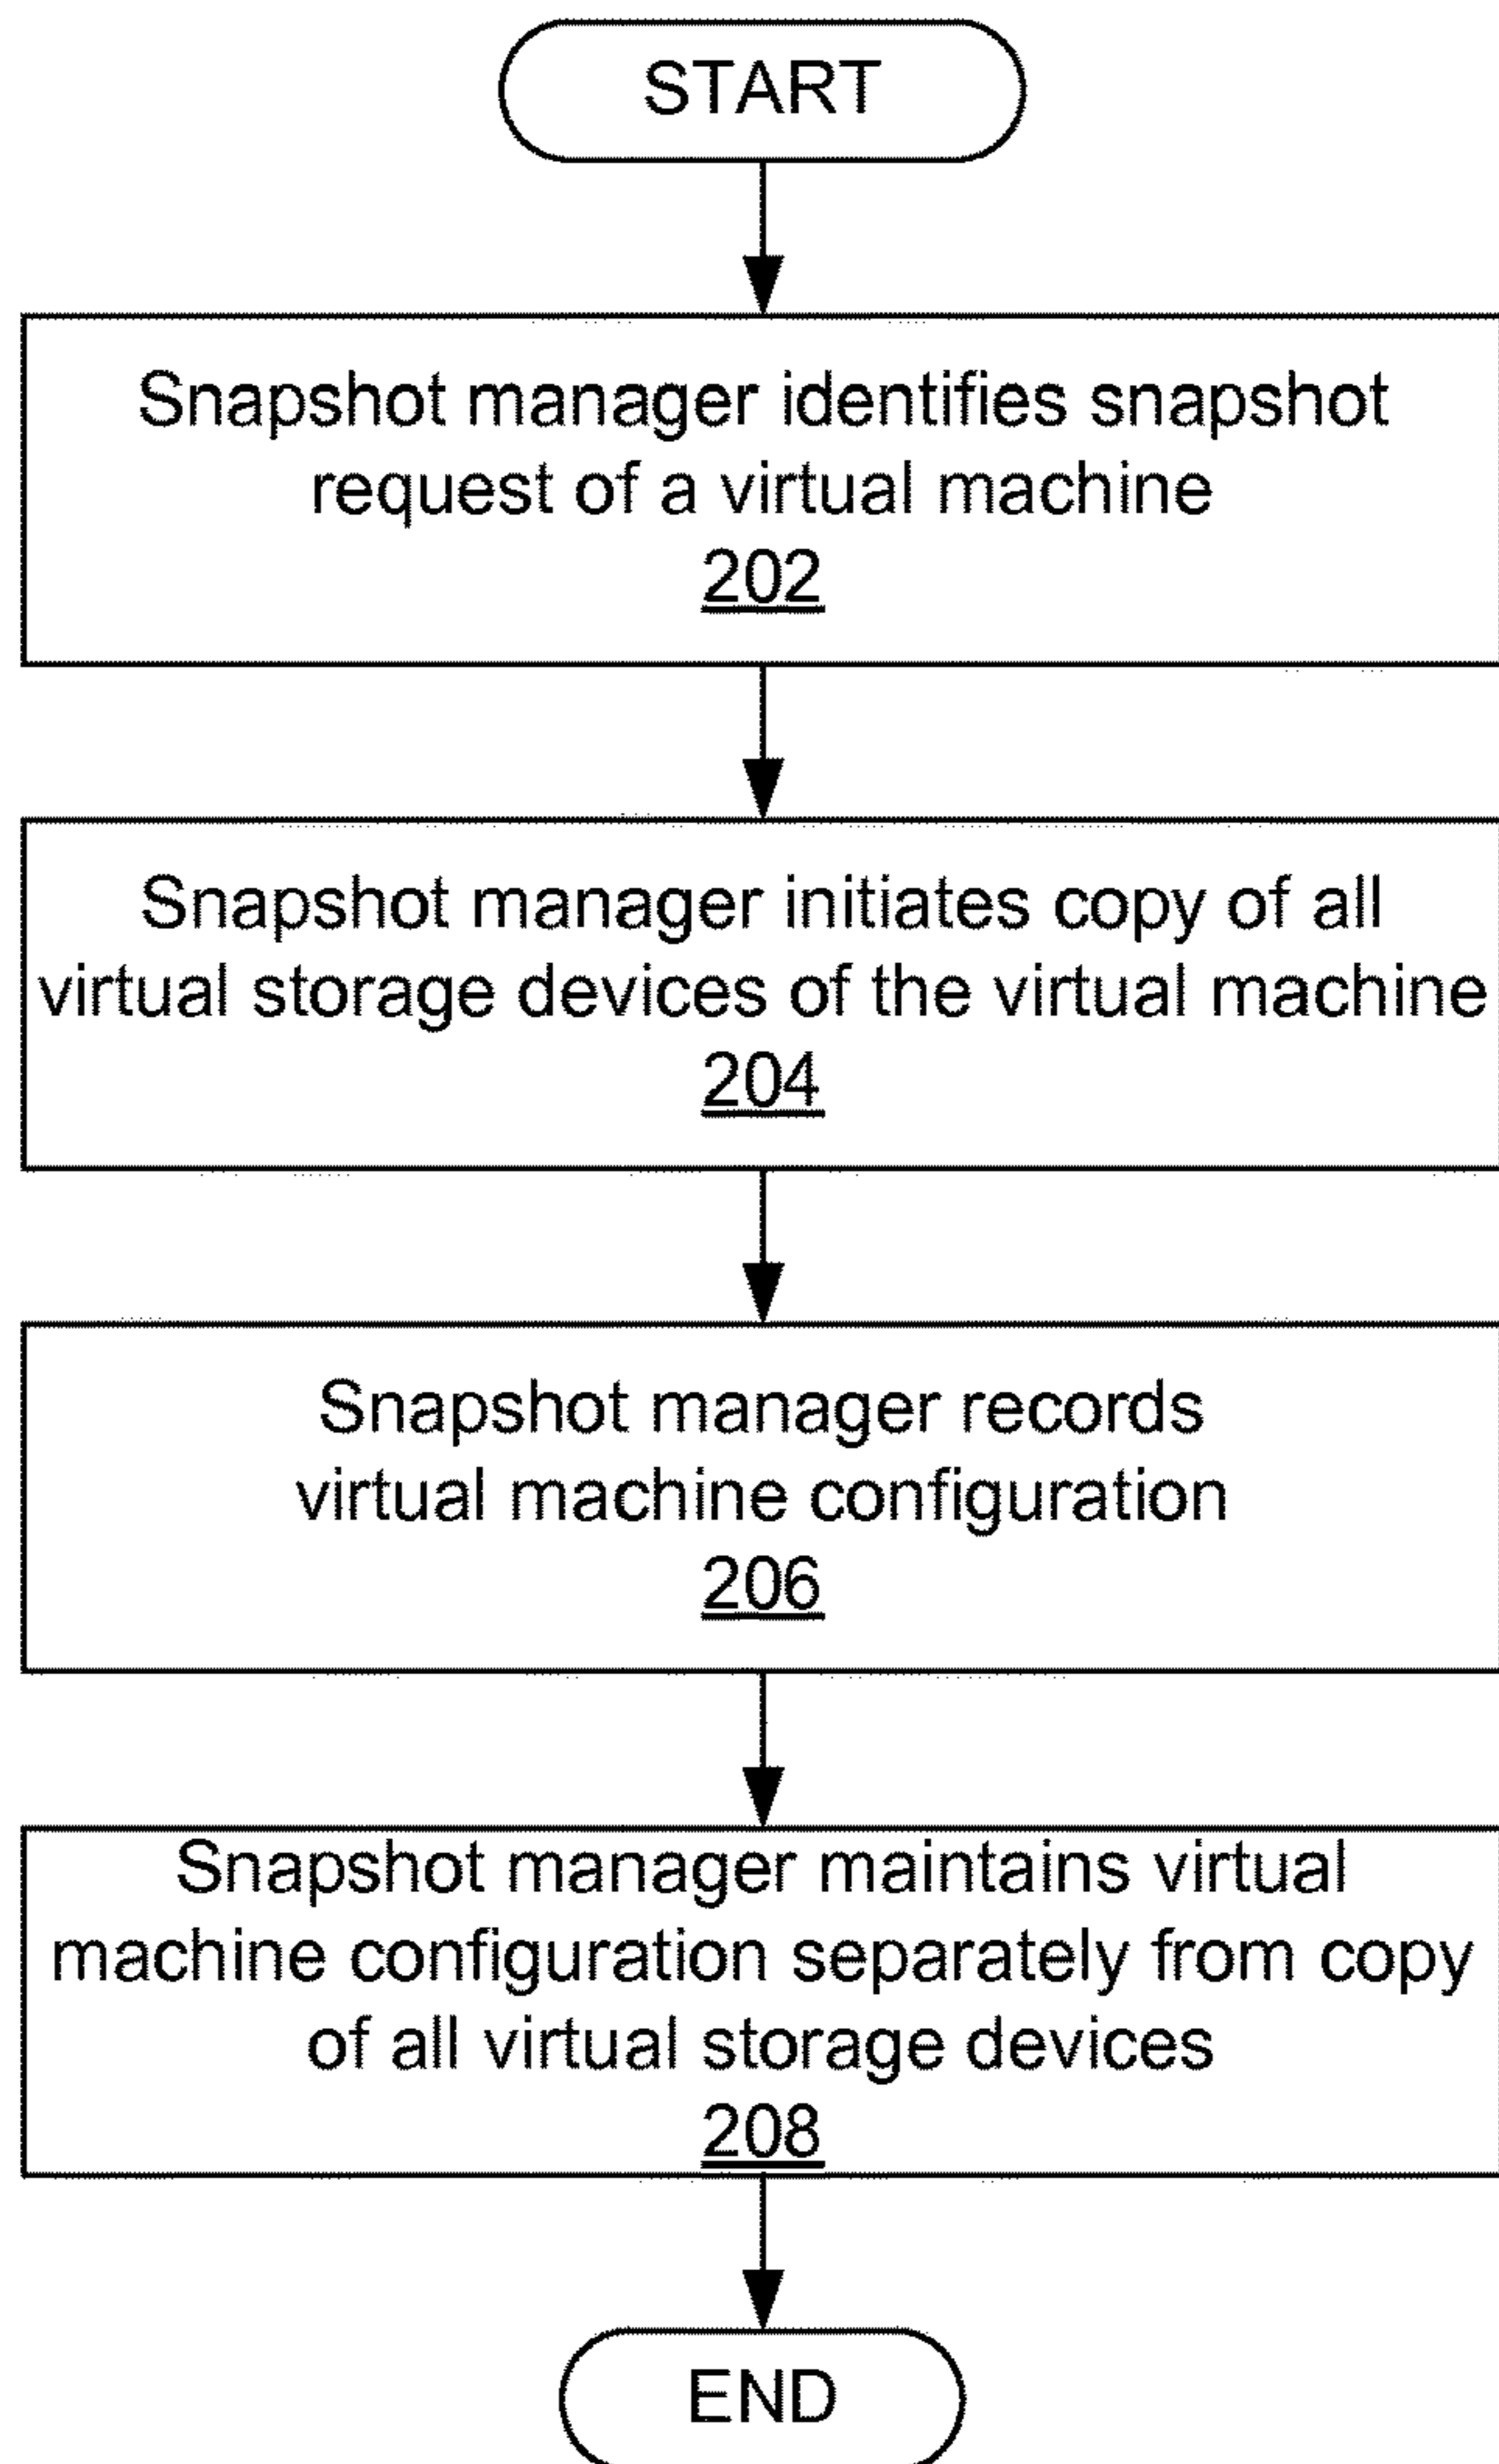 START
Snapshot manager identifies snapshot
request of a virtual machine
202
Snapshot manager initiates copy of all
virtual storage devices of the virtual machine
204
Snapshot manager records
virtual machine configuration
206
Snapshot manager maintains virtual
machine configuration separately from copy
of all virtual storage devices
208
END